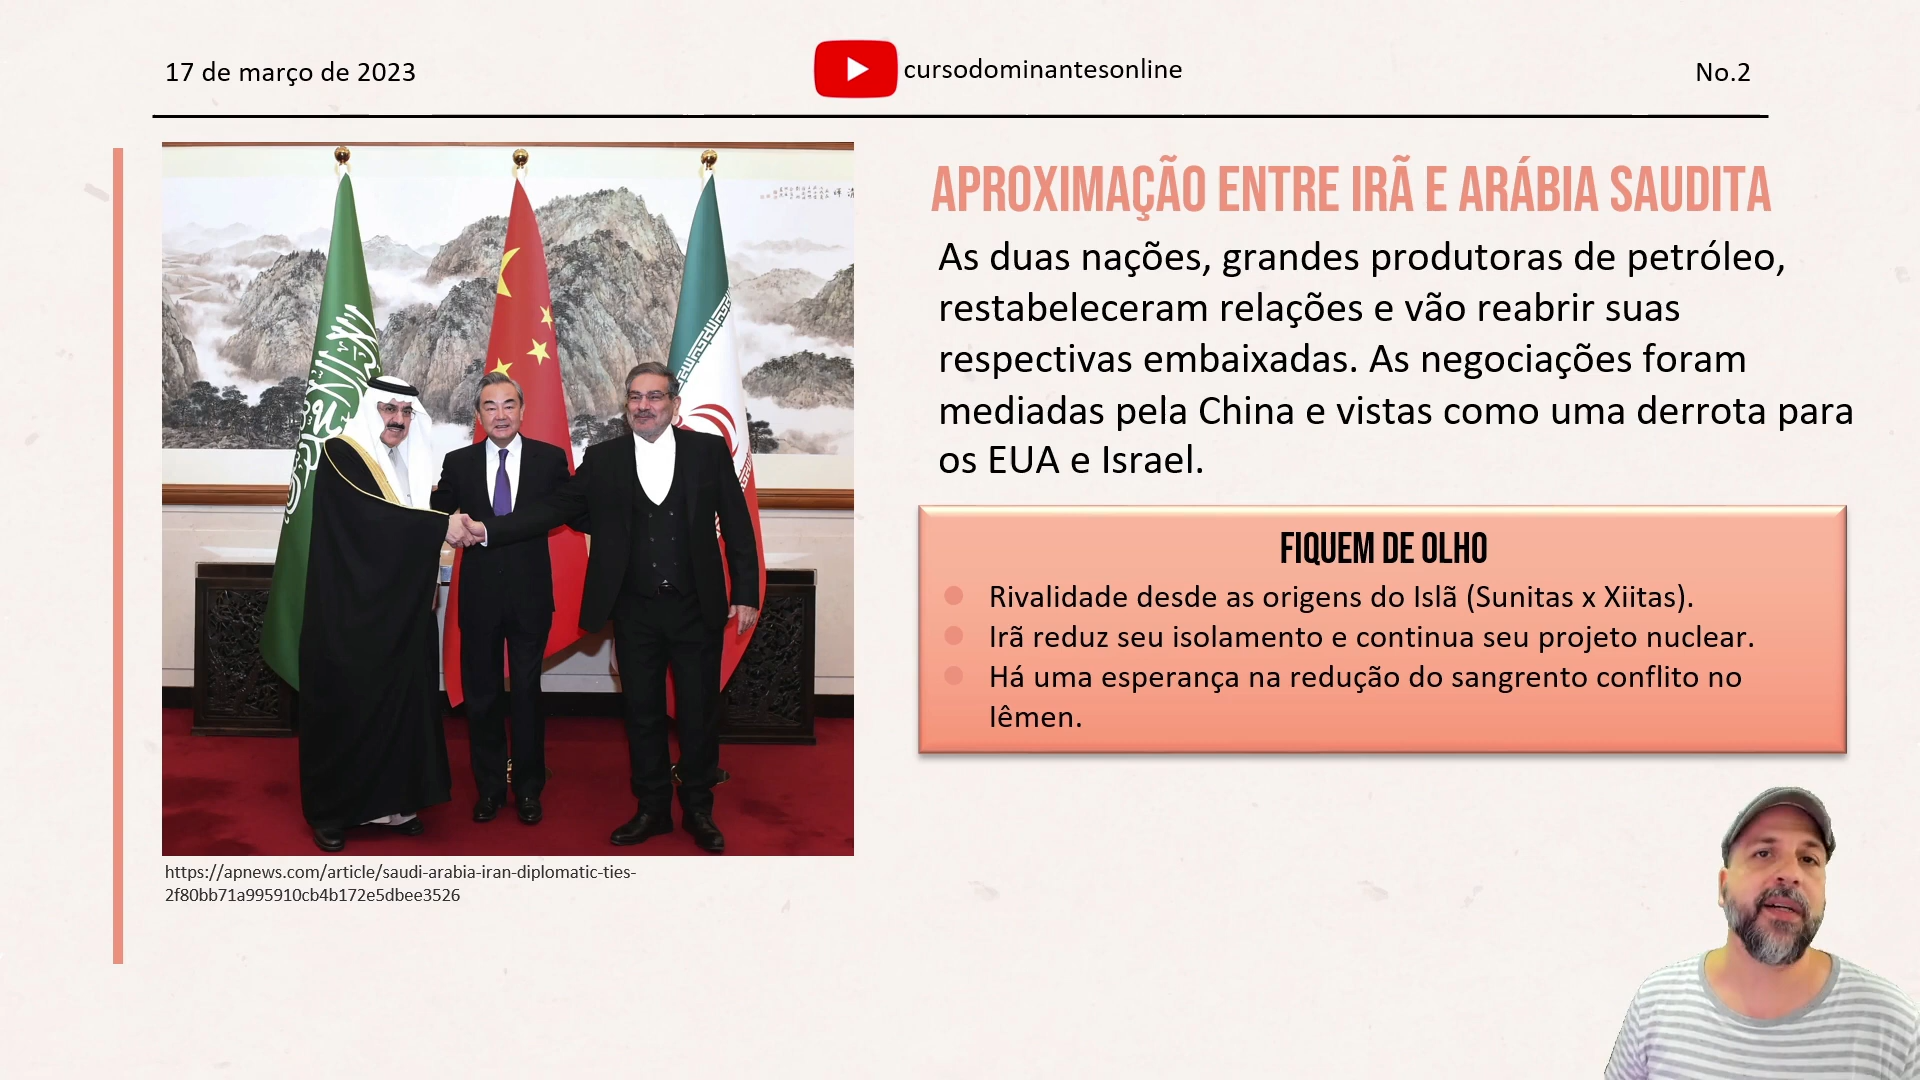 17 de março de 2023
cursodominantesonline
No.2
APROXIMAÇÃO ENTRE IRÃ E ARÁBIA SAUDITA
As duas nações, grandes produtoras de petróleo,
restabeleceram relações e vão reabrir suas
respectivas embaixadas. As negociações foram
mediadas pela China e vistas como uma derrota para
os EUA e Israel.
FIQUEM DE OLHO
Rivalidade desde as origens do Islã (Sunitas x Xiitas).
Irã reduz seu isolamento e continua seu projeto nuclear.
Há uma esperança na redução do sangrento conflito no
Iêmen.
https://apnews.com/article/saudi-arabia-iran-diplomatic-ties-
2f80bb71a995910cb4b172e5dbee3526